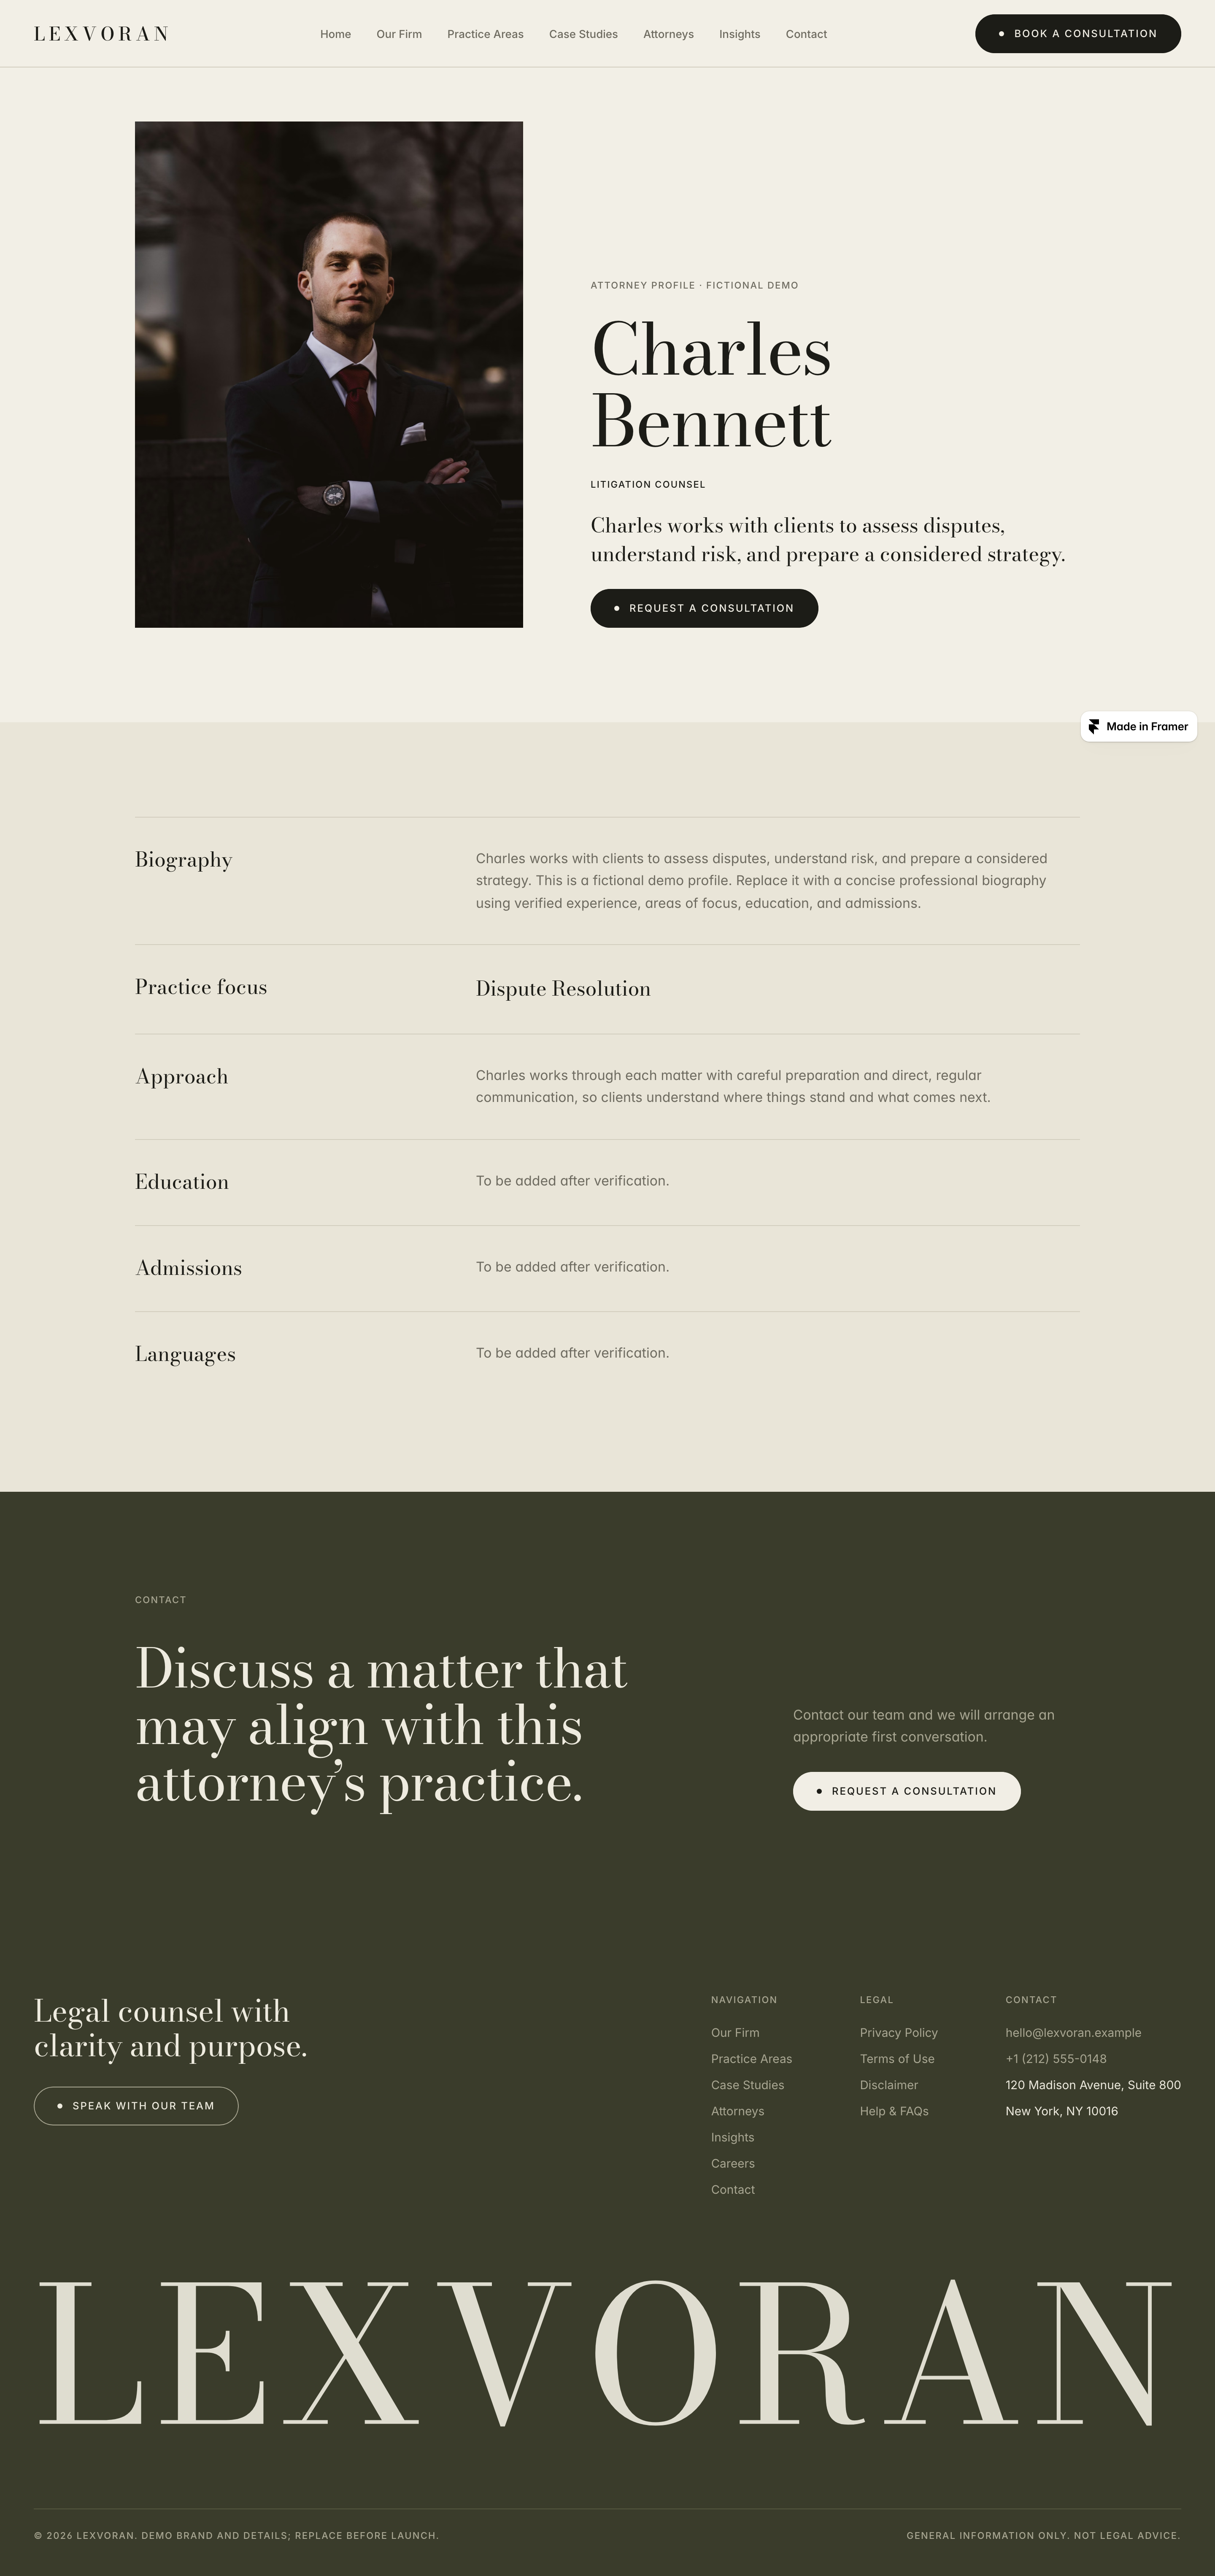 LEXVORAN
Home
Our Firm
Practice Areas
Case Studies
Attorneys
Insights
Contact
BOOK A CONSULTATION
ATTORNEY PROFILE · FICTIONAL DEMO
Charles
Bennett
LITIGATION COUNSEL
Charles works with clients to assess disputes,
understand risk, and prepare a considered strategy.
REQUEST A CONSULTATION
Made in Framer
Biography
Charles works with clients to assess disputes, understand risk, and prepare a considered
strategy. This is a fictional demo profile. Replace it with a concise professional biography
using verified experience, areas of focus, education, and admissions.
Practice focus
Dispute Resolution
Approach
Charles works through each matter with careful preparation and direct, regular
communication, so clients understand where things stand and what comes next.
Education
To be added after verification.
Admissions
To be added after verification.
Languages
To be added after verification.
CONTACT
Discuss a matter that
may align with this
attorney’s practice.
Contact our team and we will arrange an
appropriate first conversation.
REQUEST A CONSULTATION
Legal counsel with
clarity and purpose.
SPEAK WITH OUR TEAM
NAVIGATION
Our Firm
Practice Areas
Case Studies
Attorneys
Insights
Careers
Contact
LEGAL
Privacy Policy
Terms of Use
Disclaimer
Help & FAQs
CONTACT
hello@lexvoran.example
+1 (212) 555-0148
120 Madison Avenue, Suite 800
New York, NY 10016
LEXVORAN
© 2026 LEXVORAN. DEMO BRAND AND DETAILS; REPLACE BEFORE LAUNCH.
GENERAL INFORMATION ONLY. NOT LEGAL ADVICE.